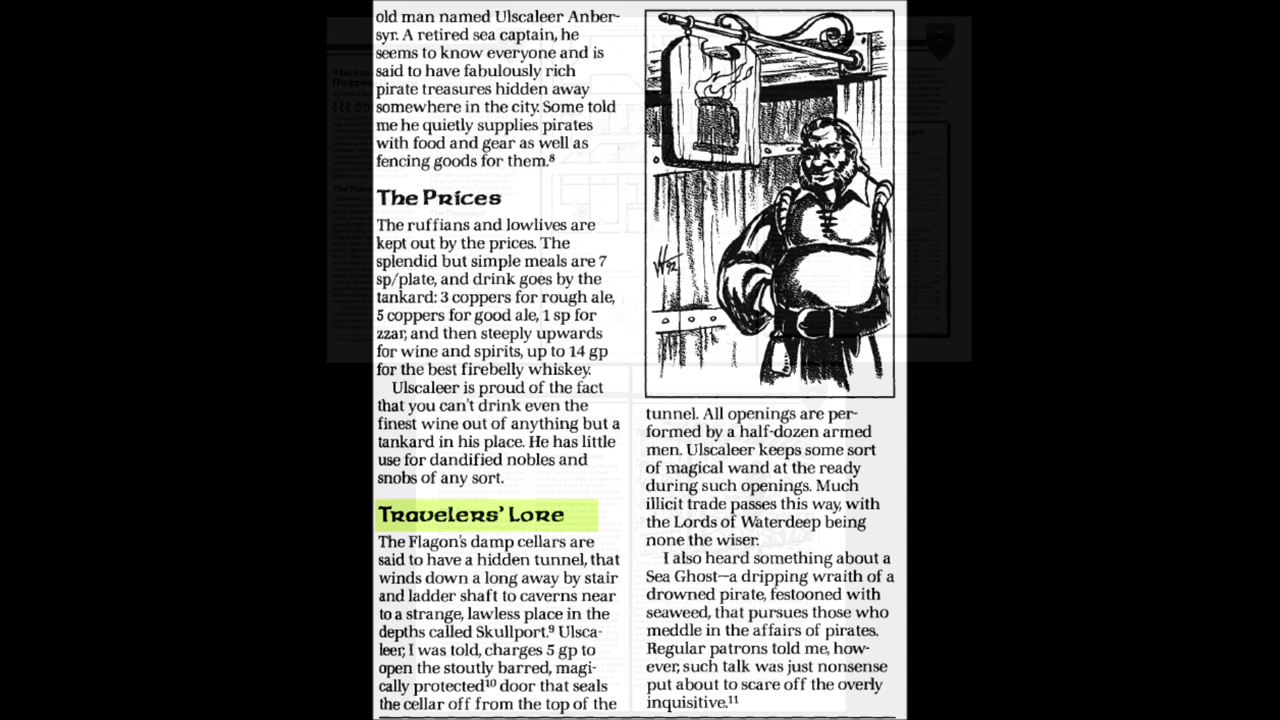 old man named Ulscaleer Anber-
syr. A retired sea captain, he
seems to know everyone and is
said to have fabulously rich
pirate treasures hidden away
somewhere in the city. Some told
me he quietly supplies pirates
with food and gear as well as
fencing goods for them.⁸
The Prices
The ruffians and lowlives are
kept out by the prices. The
splendid but simple meals are 7
sp/plate, and drink goes by the
tankard: 3 coppers for rough ale,
5 coppers for good ale, 1 sp for
zzar, and then steeply upwards
for wine and spirits, up to 14 gp
for the best firebelly whiskey.
Ulscaleer is proud of the fact
that you can't drink even the
finest wine out of anything but a
tankard in his place. He has little
use for dandified nobles and
snobs of any sort.
Travelers' Lore
The Flagon's damp cellars are
said to have a hidden tunnel, that
winds down a long away by stair
and ladder shaft to caverns near
to a strange, lawless place in the
depths called Skullport.⁹ Ulsca-
leer, I was told, charges 5 gp to
open the stoutly barred, magi-
cally protected¹⁰ door that seals
the cellar off from the top of the
tunnel. All openings are per-
formed by a half-dozen armed
men. Ulscaleer keeps some sort
of magical wand at the ready
during such openings. Much
illicit trade passes this way, with
the Lords of Waterdeep being
none the wiser.
I also heard something about a
Sea Ghost—a dripping wraith of a
drowned pirate, festooned with
seaweed, that pursues those who
meddle in the affairs of pirates.
Regular patrons told me, how-
ever, such talk was just nonsense
put about to scare off the overly
inquisitive.¹¹